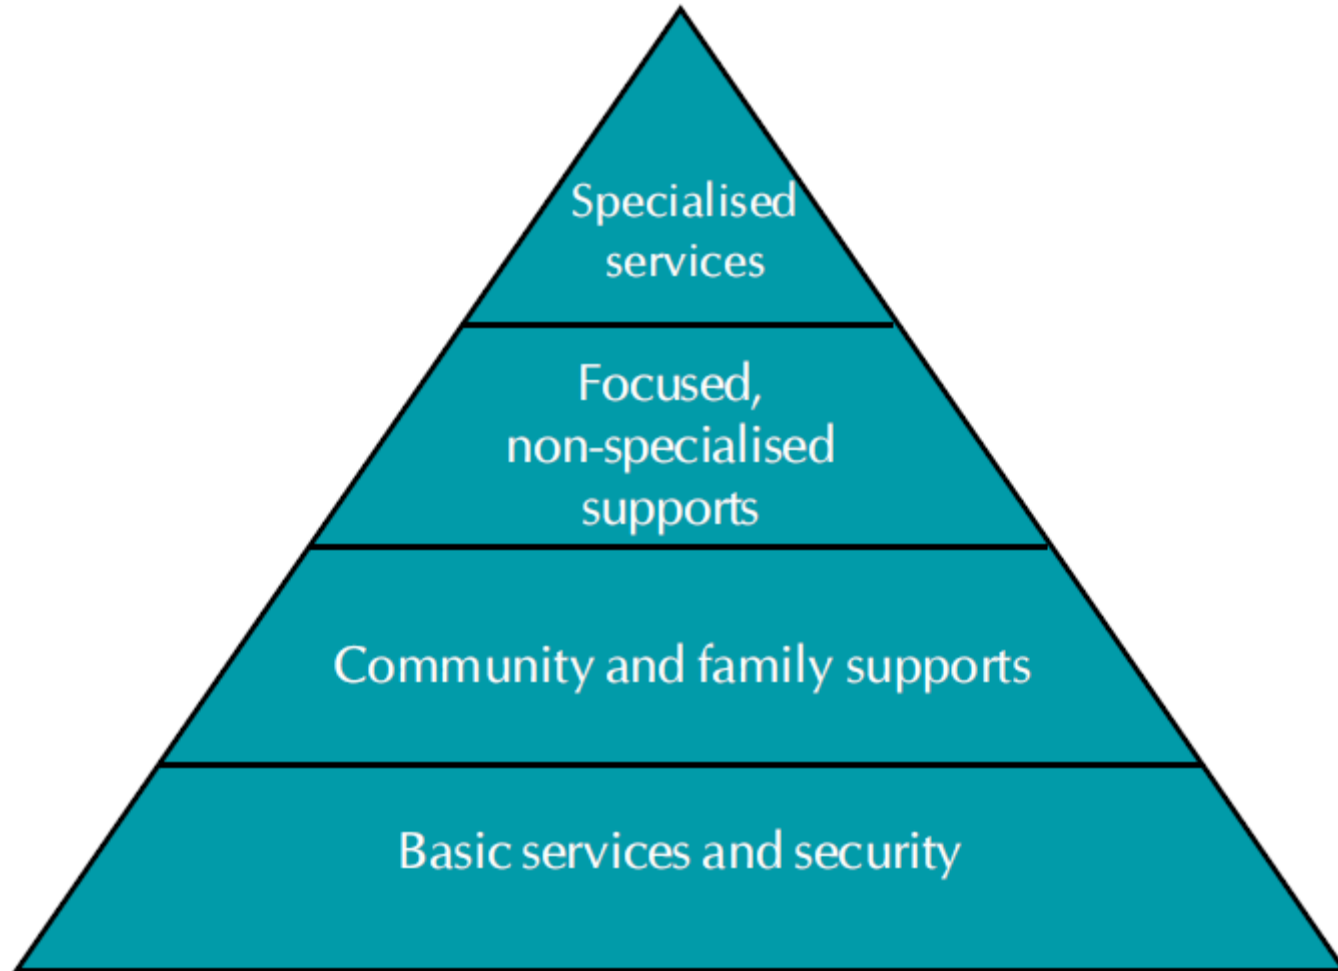 Specialised
services
Focused,
non-specialised
supports
Community and family supports
Basic services and security